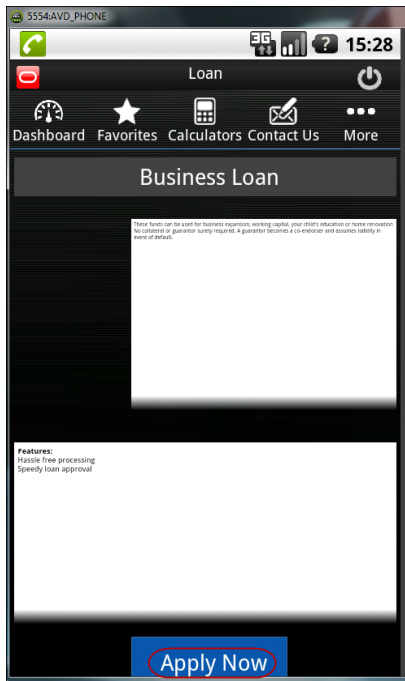 5554:AVD_PHONE
3G
15:28
Loan
Dashboard Favorites Calculators Contact Us More
Business Loan
These funds can be used for business expansion, working capital, your child's education or home renovation
No collateral or guarantor surety required. A guarantor becomes a co-endorser and assumes liability in
event of default.
Features:
Hassle free processing
Speedy loan approval
Apply Now